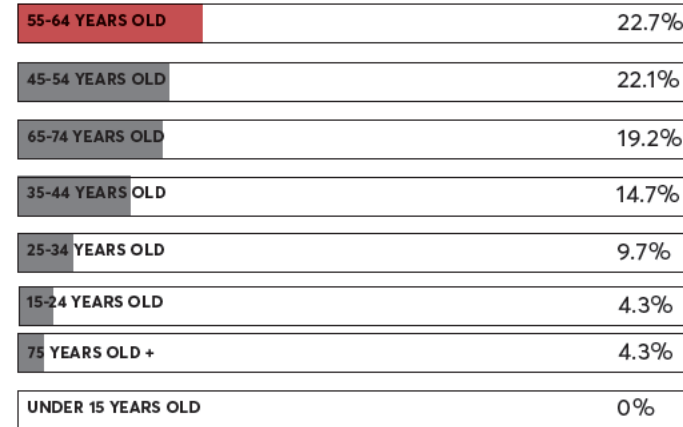 55-64 YEARS OLD 22.7%
45-54 YEARS OLD 22.1%
65-74 YEARS OLD 19.2%
35-44 YEARS OLD 14.7%
25-34 YEARS OLD 9.7%
15-24 YEARS OLD 4.3%
75 YEARS OLD + 4.3%
UNDER 15 YEARS OLD 0%